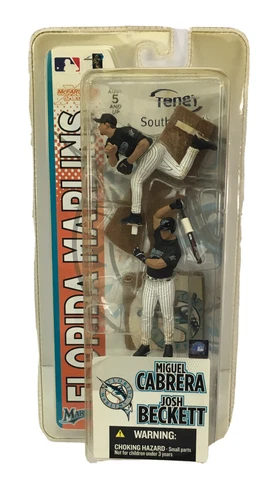 AGES
5
AND UP
Tenet
South
FLORIDA MARLINS
MIGUEL
CABRERA
JOSH
BECKETT
WARNING:
CHOKING HAZARD - Small parts
Not for children under 3 years